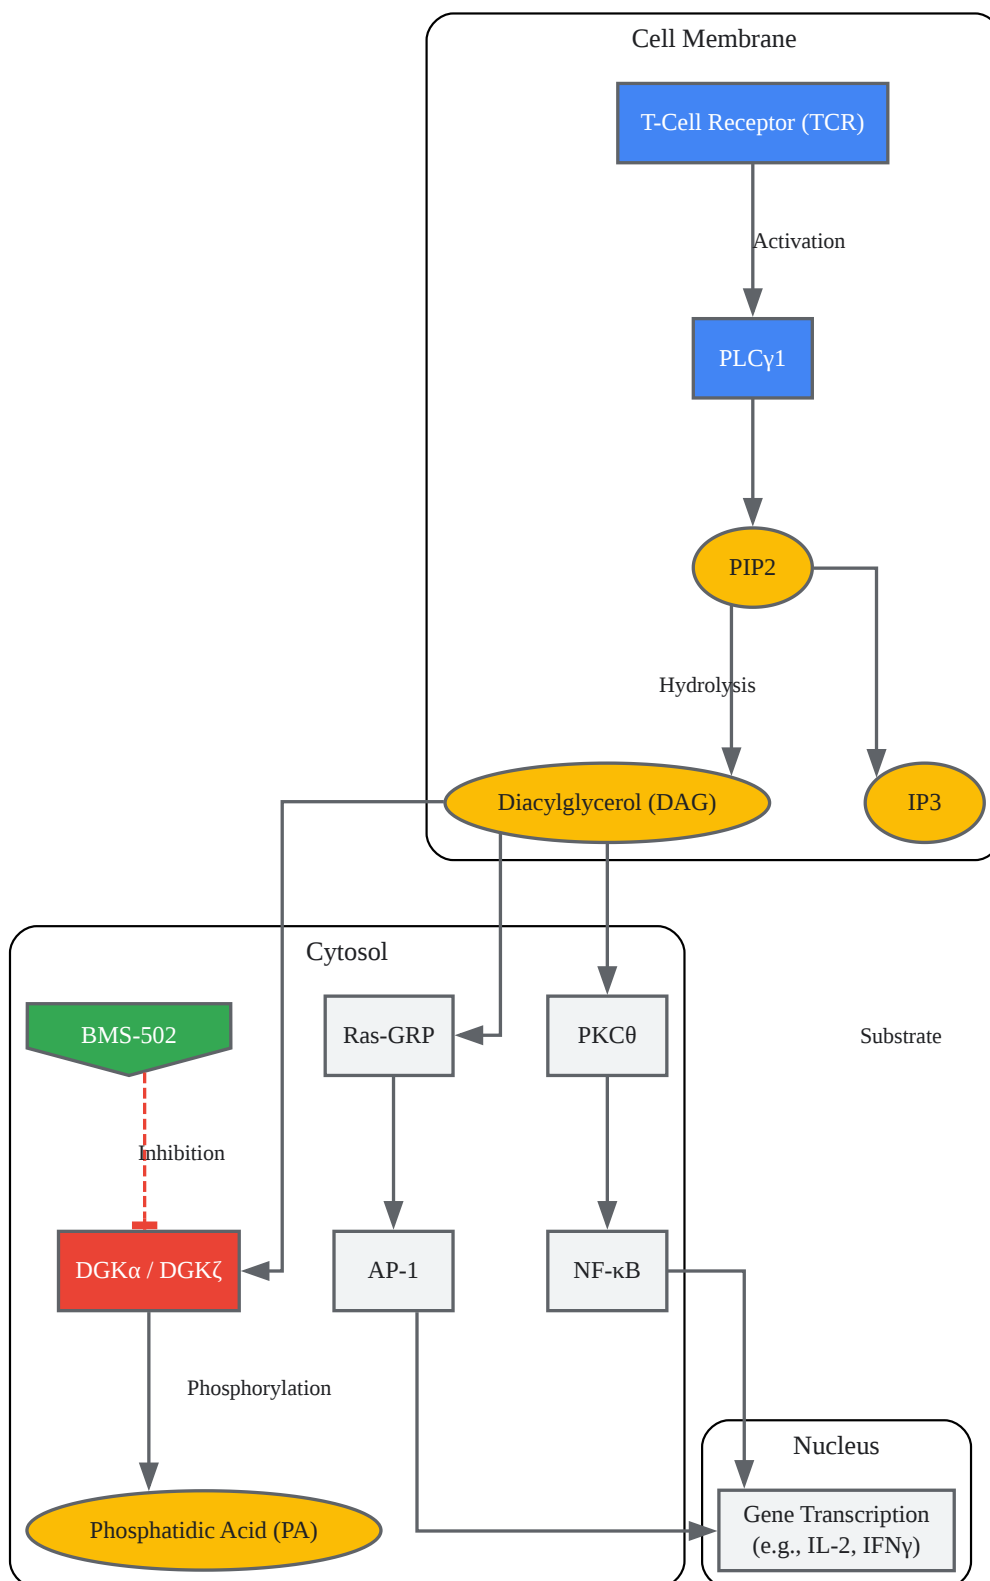 Cell Membrane
T-Cell Receptor (TCR)
Activation
PLCγ1
PIP2
Hydrolysis
Diacylglycerol (DAG)
IP3
Cytosol
BMS-502
Ras-GRP
PKCθ
Substrate
Inhibition
DGKα / DGKζ
AP-1
NF-κB
Phosphorylation
Nucleus
Phosphatidic Acid (PA)
Gene Transcription
(e.g., IL-2, IFNγ)